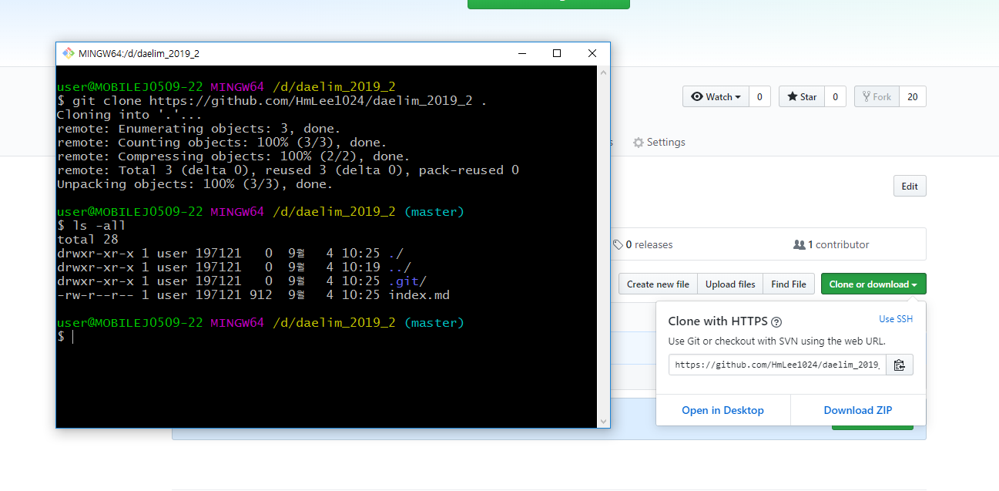 MINGW64:/d/daelim_2019_2
user@MOBILEJ0509-22 MINGW64 /d/daelim_2019_2
$ git clone https://github.com/HmLee1024/daelim_2019_2 .
Cloning into '.'...
remote: Enumerating objects: 3, done.
remote: Counting objects: 100% (3/3), done.
remote: Compressing objects: 100% (2/2), done.
remote: Total 3 (delta 0), reused 3 (delta 0), pack-reused 0
Unpacking objects: 100% (3/3), done.
user@MOBILEJ0509-22 MINGW64 /d/daelim_2019_2 (master)
$ ls -all
total 28
drwxr-xr-x 1 user 197121   0  9월   4 10:25 ./
drwxr-xr-x 1 user 197121   0  9월   4 10:19 ../
drwxr-xr-x 1 user 197121   0  9월   4 10:25 .git/
-rw-r--r-- 1 user 197121 912  9월   4 10:25 index.md
user@MOBILEJ0509-22 MINGW64 /d/daelim_2019_2 (master)
$
Watch 0 Star 0 Fork 20
Settings
Edit
0 releases 1 contributor
Create new file Upload files Find File Clone or download
Clone with HTTPS Use SSH
Use Git or checkout with SVN using the web URL.
https://github.com/HmLee1024/daelim_2019_
Open in Desktop Download ZIP